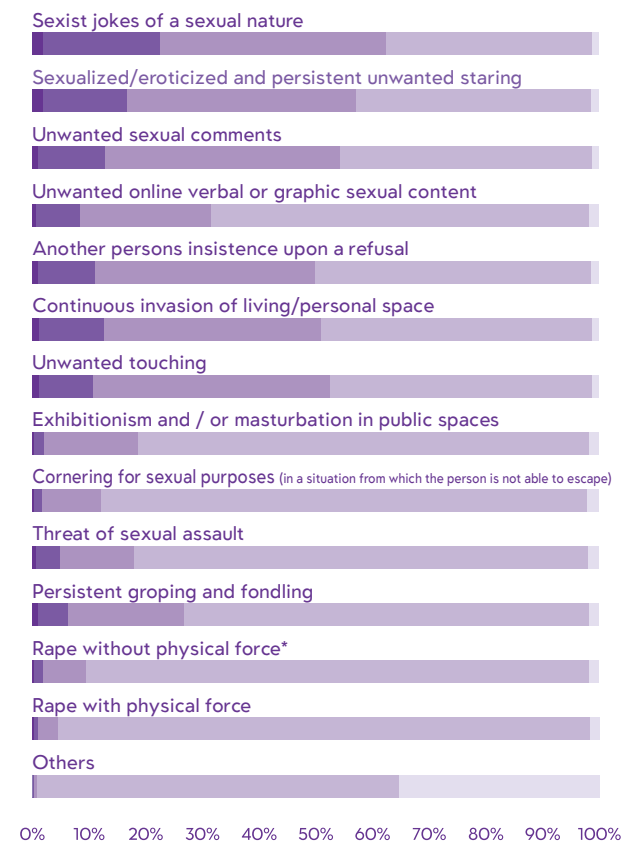 Sexist jokes of a sexual nature
Sexualized/eroticized and persistent unwanted staring
Unwanted sexual comments
Unwanted online verbal or graphic sexual content
Another persons insistence upon a refusal
Continuous invasion of living/personal space
Unwanted touching
Exhibitionism and / or masturbation in public spaces
Cornering for sexual purposes (in a situation from which the person is not able to escape)
Threat of sexual assault
Persistent groping and fondling
Rape without physical force*
Rape with physical force
Others
0% 10% 20% 30% 40% 50% 60% 70% 80% 90% 100%